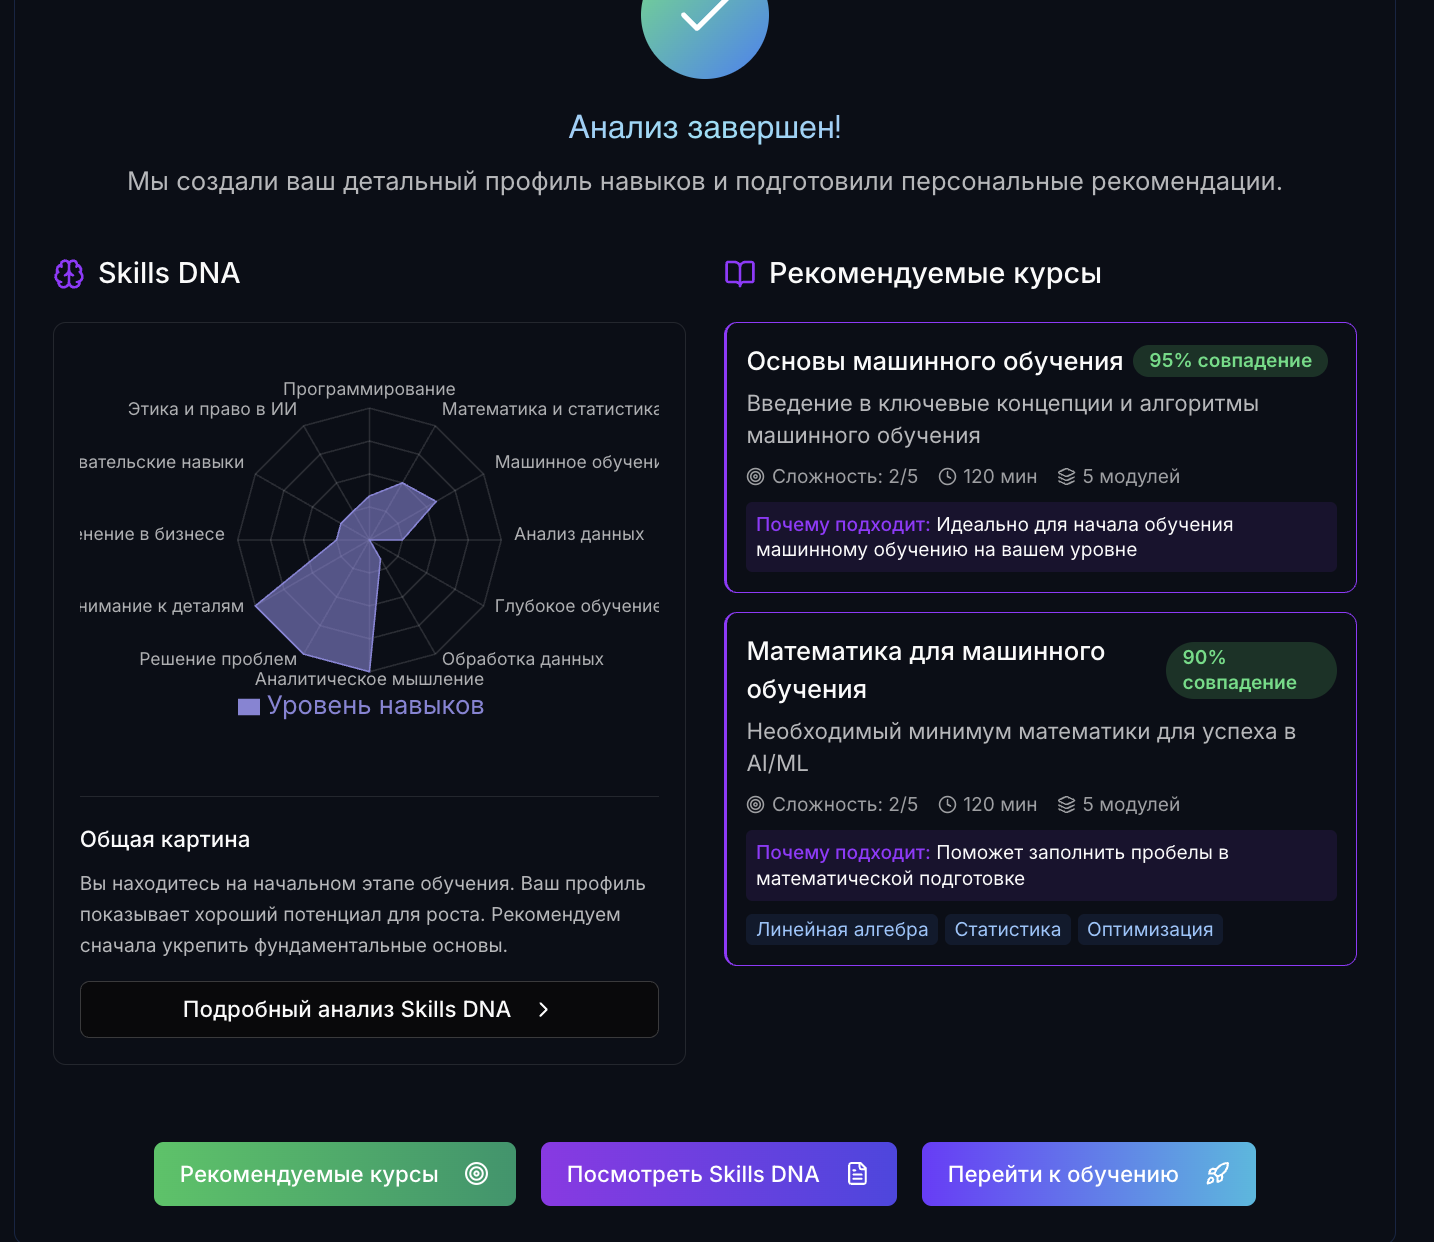 Анализ завершен!
Мы создали ваш детальный профиль навыков и подготовили персональные рекомендации.
Skills DNA
Программирование
Этика и право в ИИ
Математика и статистика
вательские навыки
Машинное обучени
нение в бизнесе
Анализ данных
нимание к деталям
Глубокое обучение
Решение проблем
Обработка данных
Аналитическое мышление
Уровень навыков
Общая картина
Вы находитесь на начальном этапе обучения. Ваш профиль
показывает хороший потенциал для роста. Рекомендуем
сначала укрепить фундаментальные основы.
Подробный анализ Skills DNA
Рекомендуемые курсы
Основы машинного обучения
95% совпадение
Введение в ключевые концепции и алгоритмы
машинного обучения
Сложность: 2/5
120 мин
5 модулей
Почему подходит: Идеально для начала обучения
машинному обучению на вашем уровне
Математика для машинного
обучения
90%
совпадение
Необходимый минимум математики для успеха в
AI/ML
Сложность: 2/5
120 мин
5 модулей
Почему подходит: Поможет заполнить пробелы в
математической подготовке
Линейная алгебра
Статистика
Оптимизация
Рекомендуемые курсы
Посмотреть Skills DNA
Перейти к обучению